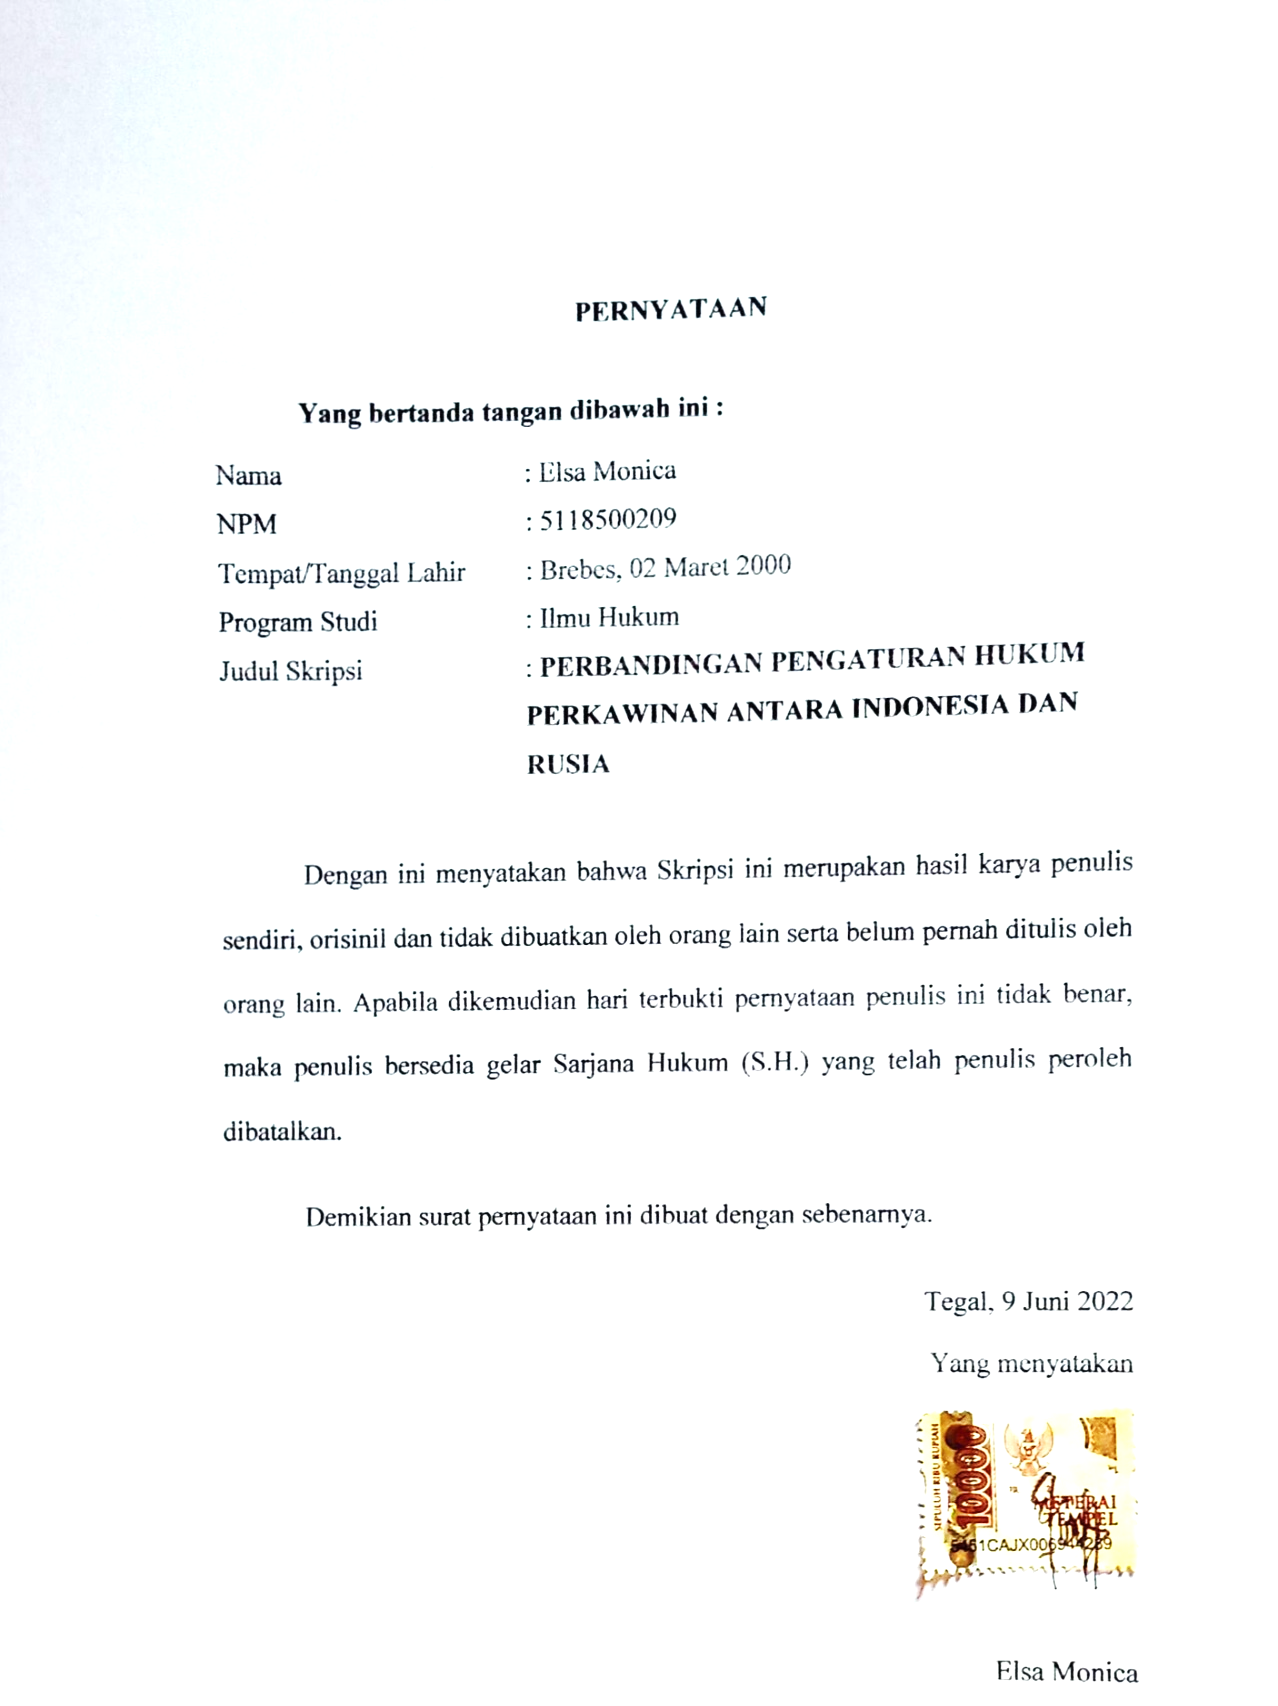 PERNYATAAN
Yang bertanda tangan dibawah ini :
Nama : Elsa Monica
NPM : 5118500209
Tempat/Tanggal Lahir : Brebes, 02 Maret 2000
Program Studi : Ilmu Hukum
Judul Skripsi : PERBANDINGAN PENGATURAN HUKUM
PERKAWINAN ANTARA INDONESIA DAN
RUSIA
Dengan ini menyatakan bahwa Skripsi ini merupakan hasil karya penulis
sendiri, orisinil dan tidak dibuatkan oleh orang lain serta belum pernah ditulis oleh
orang lain. Apabila dikemudian hari terbukti pernyataan penulis ini tidak benar,
maka penulis bersedia gelar Sarjana Hukum (S.H.) yang telah penulis peroleh
dibatalkan.
Demikian surat pernyataan ini dibuat dengan sebenarnya.
Tegal, 9 Juni 2022
Yang menyatakan
SEPULUH RIBU RUPIAH
10000
METERAI
TEMPEL
Elsa Monica